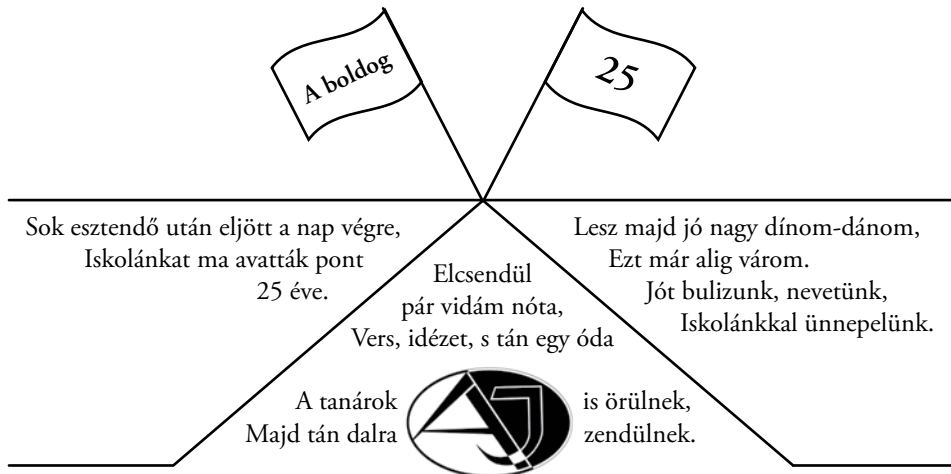 A boldog
25
Sok esztendő után eljött a nap végre,
Iskolánkat ma avatták pont
25 éve.
Elcsendül
pár vidám nóta,
Vers, idézet, s tán egy óda
Lesz majd jó nagy dínom-dánom,
Ezt már alig várom.
Jót bulizunk, nevetünk,
Iskolánkkal ünnepelünk.
A tanárok AJ is örülnek,
Majd tán dalra zendülnek.